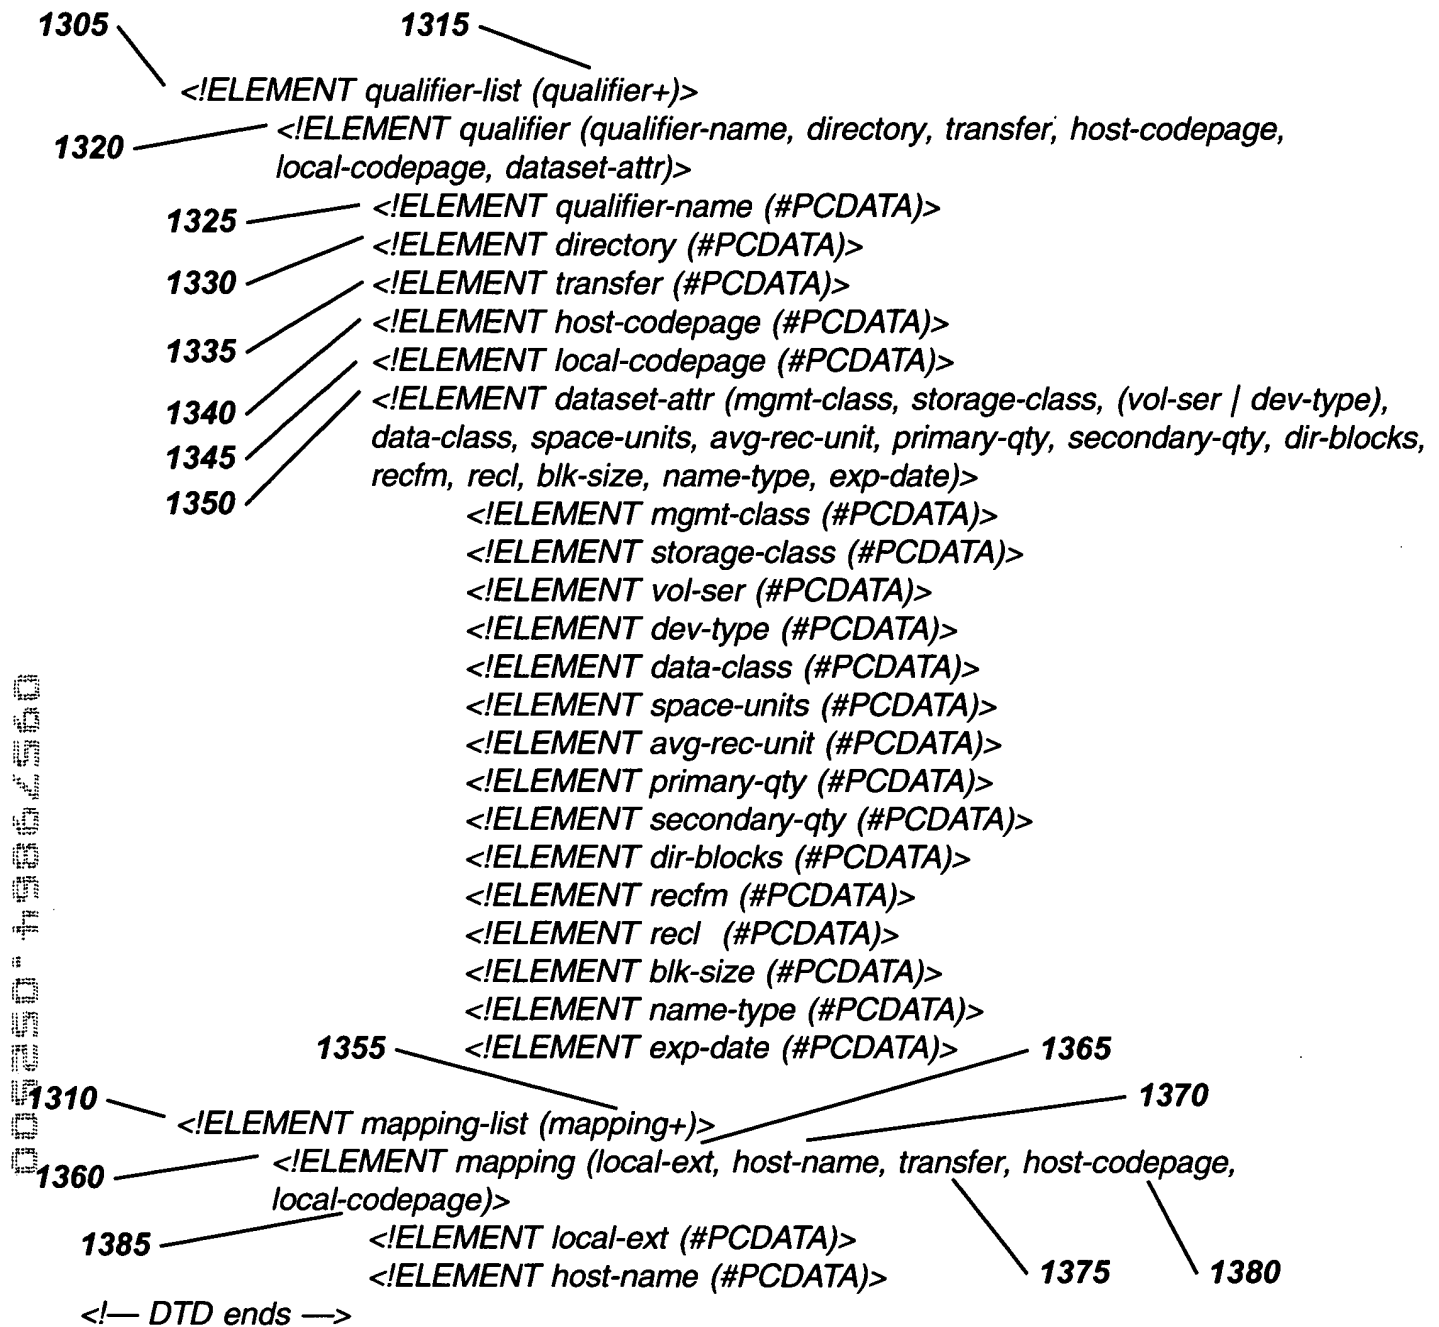 1305 1315
<!ELEMENT qualifier-list (qualifier+)>
1320 <!ELEMENT qualifier (qualifier-name, directory, transfer, host-codepage,
local-codepage, dataset-attr)>
1325 <!ELEMENT qualifier-name (#PCDATA)>
<!ELEMENT directory (#PCDATA)>
1330 <!ELEMENT transfer (#PCDATA)>
<!ELEMENT host-codepage (#PCDATA)>
1335 <!ELEMENT local-codepage (#PCDATA)>
1340 <!ELEMENT dataset-attr (mgmt-class, storage-class, (vol-ser | dev-type),
1345 data-class, space-units, avg-rec-unit, primary-qty, secondary-qty, dir-blocks,
1350 recfm, recl, blk-size, name-type, exp-date)>
<!ELEMENT mgmt-class (#PCDATA)>
<!ELEMENT storage-class (#PCDATA)>
<!ELEMENT vol-ser (#PCDATA)>
<!ELEMENT dev-type (#PCDATA)>
<!ELEMENT data-class (#PCDATA)>
<!ELEMENT space-units (#PCDATA)>
<!ELEMENT avg-rec-unit (#PCDATA)>
<!ELEMENT primary-qty (#PCDATA)>
<!ELEMENT secondary-qty (#PCDATA)>
<!ELEMENT dir-blocks (#PCDATA)>
<!ELEMENT recfm (#PCDATA)>
<!ELEMENT recl (#PCDATA)>
<!ELEMENT blk-size (#PCDATA)>
<!ELEMENT name-type (#PCDATA)>
1355 <!ELEMENT exp-date (#PCDATA)> 1365
1310 <!ELEMENT mapping-list (mapping+)> 1370
1360 <!ELEMENT mapping (local-ext, host-name, transfer, host-codepage,
local-codepage)>
1385 <!ELEMENT local-ext (#PCDATA)>
<!ELEMENT host-name (#PCDATA)> 1375 1380
<!— DTD ends —>